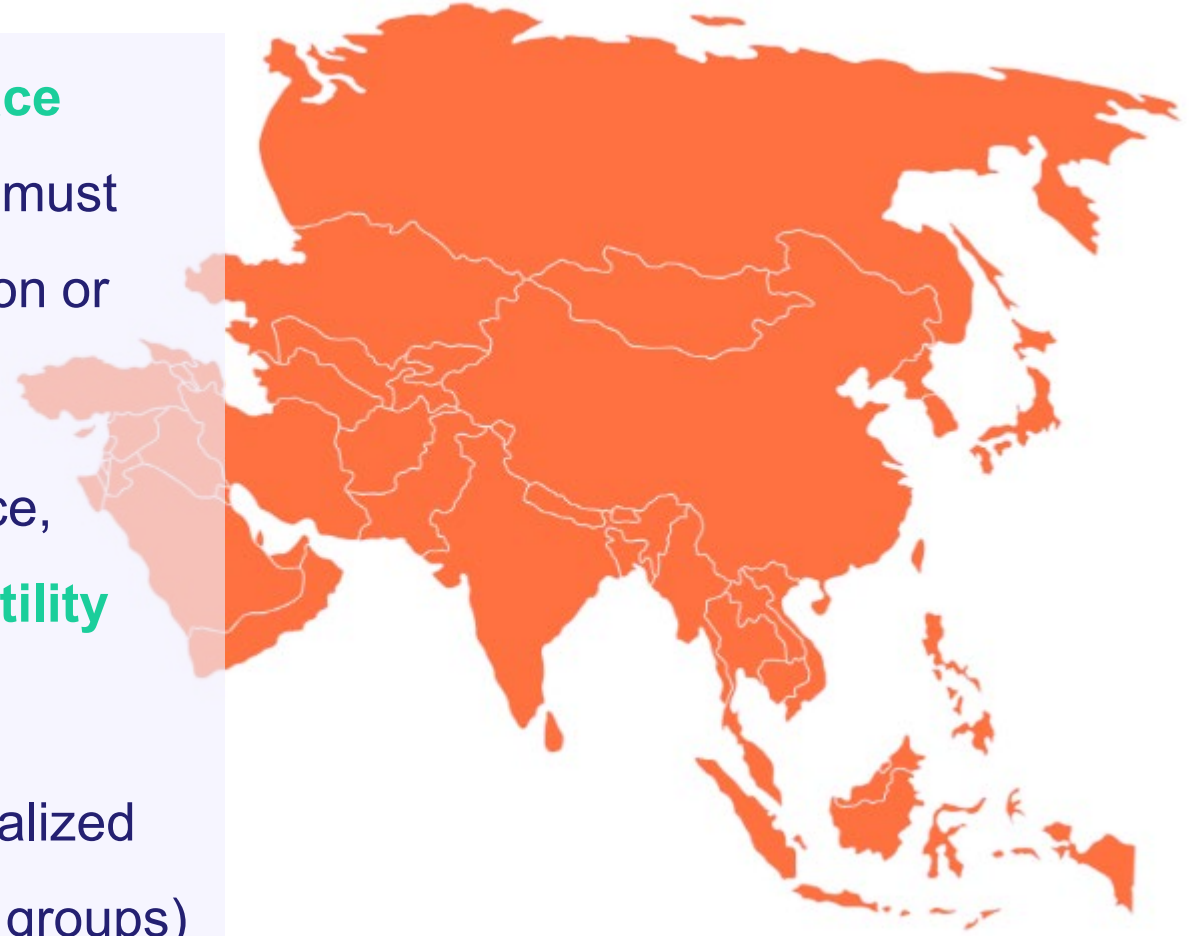 ce
must
on or
ce,
tility
alized
groups)